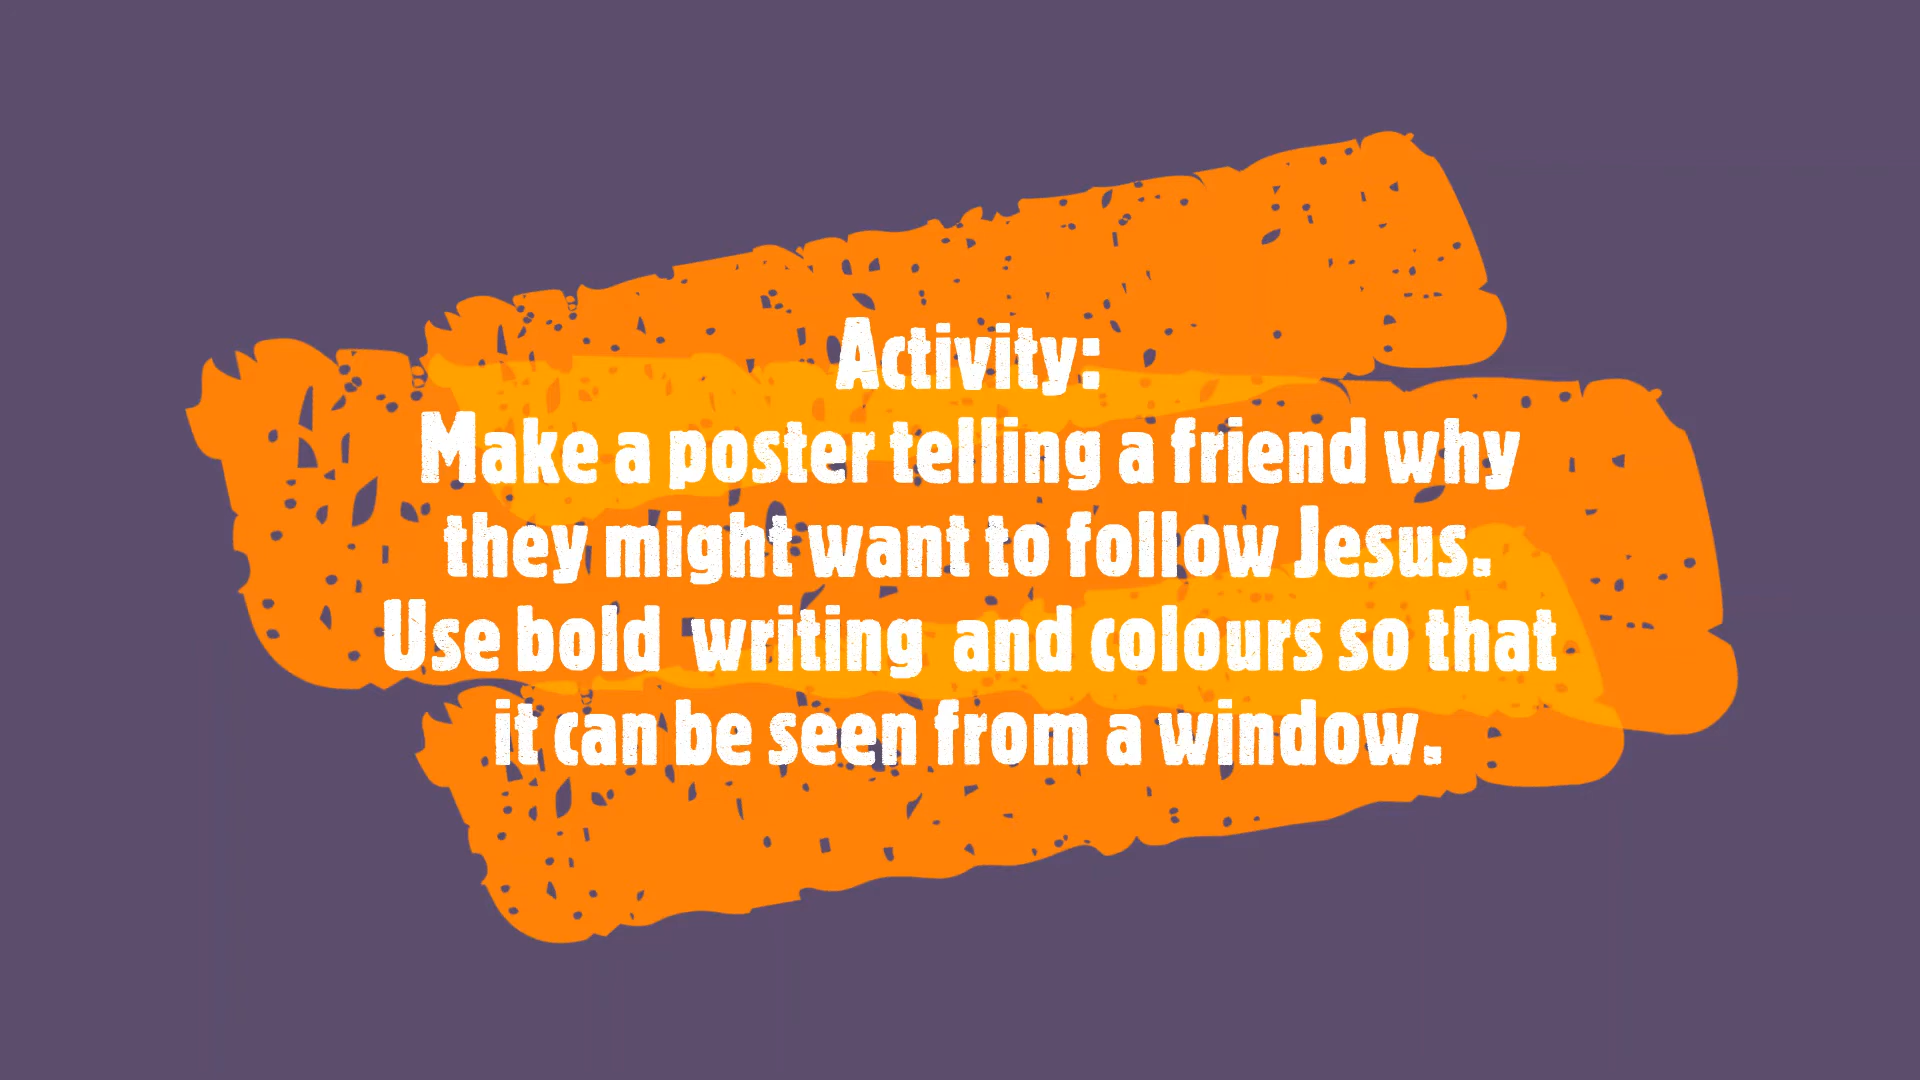 Activity:
Make a poster telling a friend why
they might want to follow Jesus.
Use bold  writing  and colours so that
it can be seen from a window.